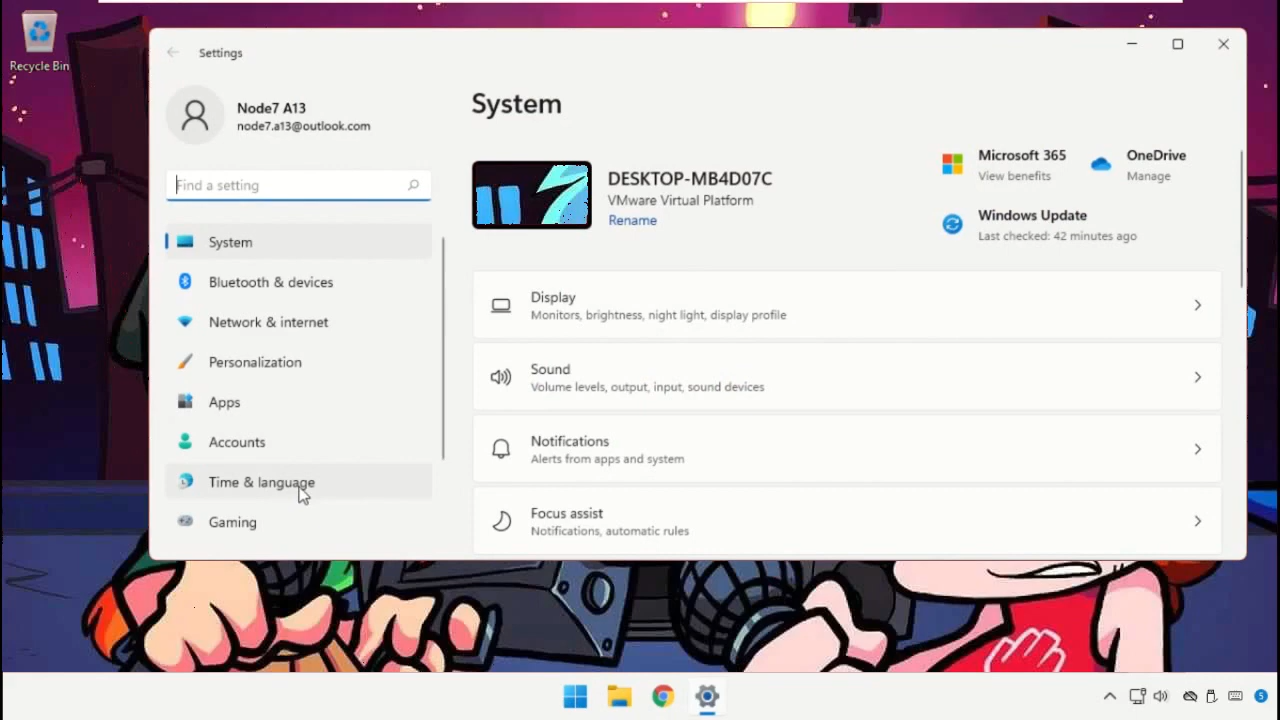 Recycle Bin
Settings
Node7 A13
node7.a13@outlook.com
Find a setting
System
Bluetooth & devices
Network & internet
Personalization
Apps
Accounts
Time & language
Gaming
System
DESKTOP-MB4D07C
VMware Virtual Platform
Rename
Microsoft 365
View benefits
OneDrive
Manage
Windows Update
Last checked: 42 minutes ago
Display
Monitors, brightness, night light, display profile
Sound
Volume levels, output, input, sound devices
Notifications
Alerts from apps and system
Focus assist
Notifications, automatic rules
5